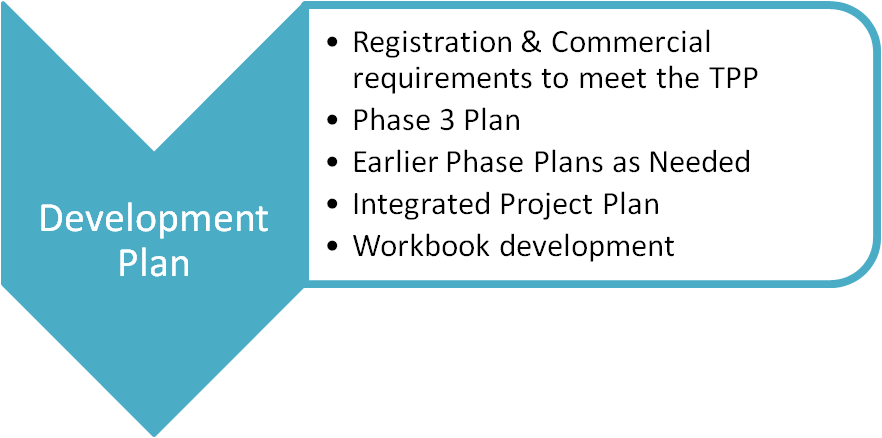 Development
Plan
• Registration & Commercial
requirements to meet the TPP
• Phase 3 Plan
• Earlier Phase Plans as Needed
• Integrated Project Plan
• Workbook development